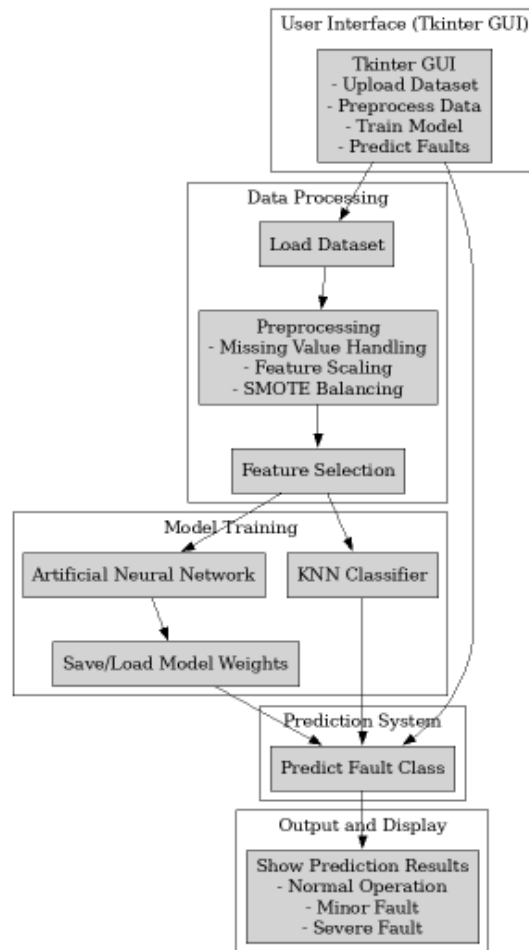 User Interface (Tkinter GUI)
Tkinter GUI
- Upload Dataset
- Preprocess Data
- Train Model
- Predict Faults
Data Processing
Load Dataset
Preprocessing
- Missing Value Handling
- Feature Scaling
- SMOTE Balancing
Feature Selection
Model Training
Artificial Neural Network
KNN Classifier
Save/Load Model Weights
Prediction System
Predict Fault Class
Output and Display
Show Prediction Results
- Normal Operation
- Minor Fault
- Severe Fault